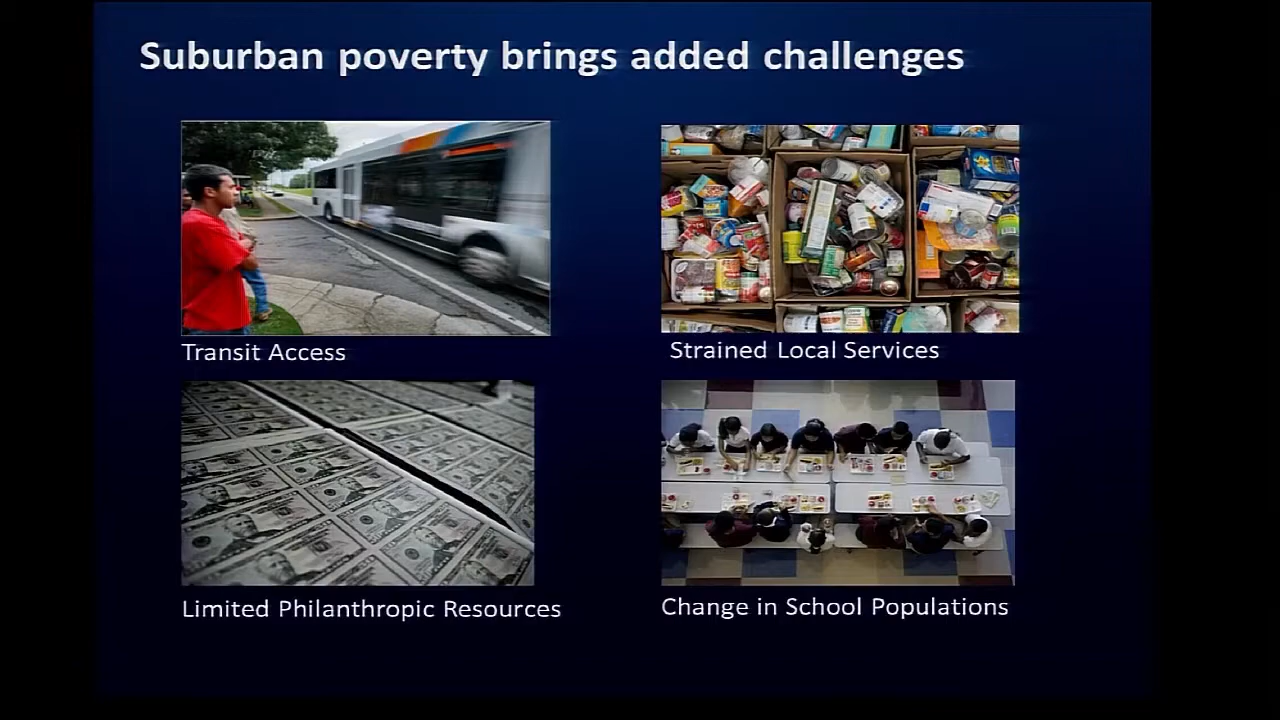 Suburban poverty brings added challenges
Transit Access
Strained Local Services
Limited Philanthropic Resources
Change in School Populations